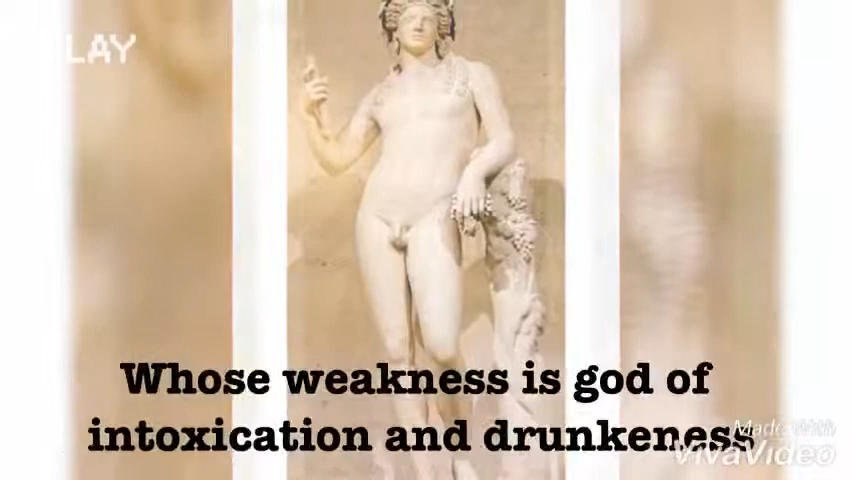 LAY
Whose weakness is god of
intoxication and drunkeness
Made With
VivaVideo